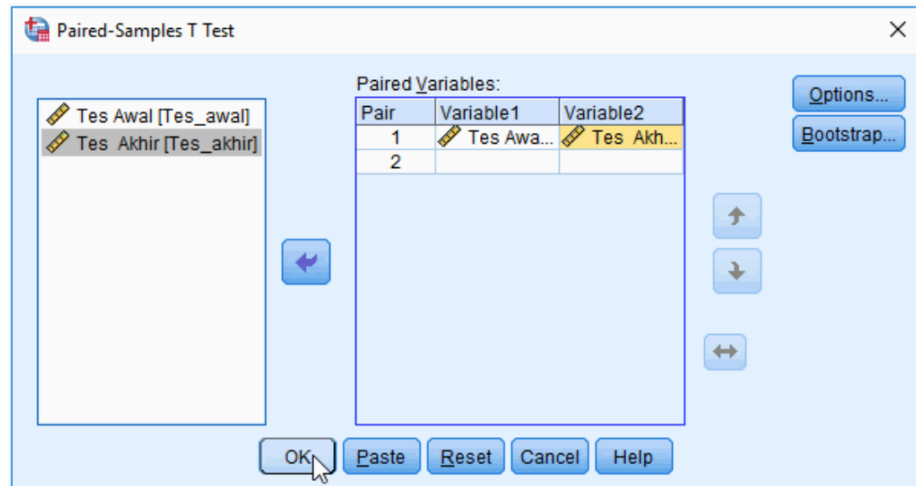 Paired-Samples T Test
Paired Variables:
Tes Awal [Tes_awal]
Tes Akhir [Tes_akhir]
Pair Variable1 Variable2
1 Tes Awa... Tes Akh...
2
Options...
Bootstrap...
OK Paste Reset Cancel Help